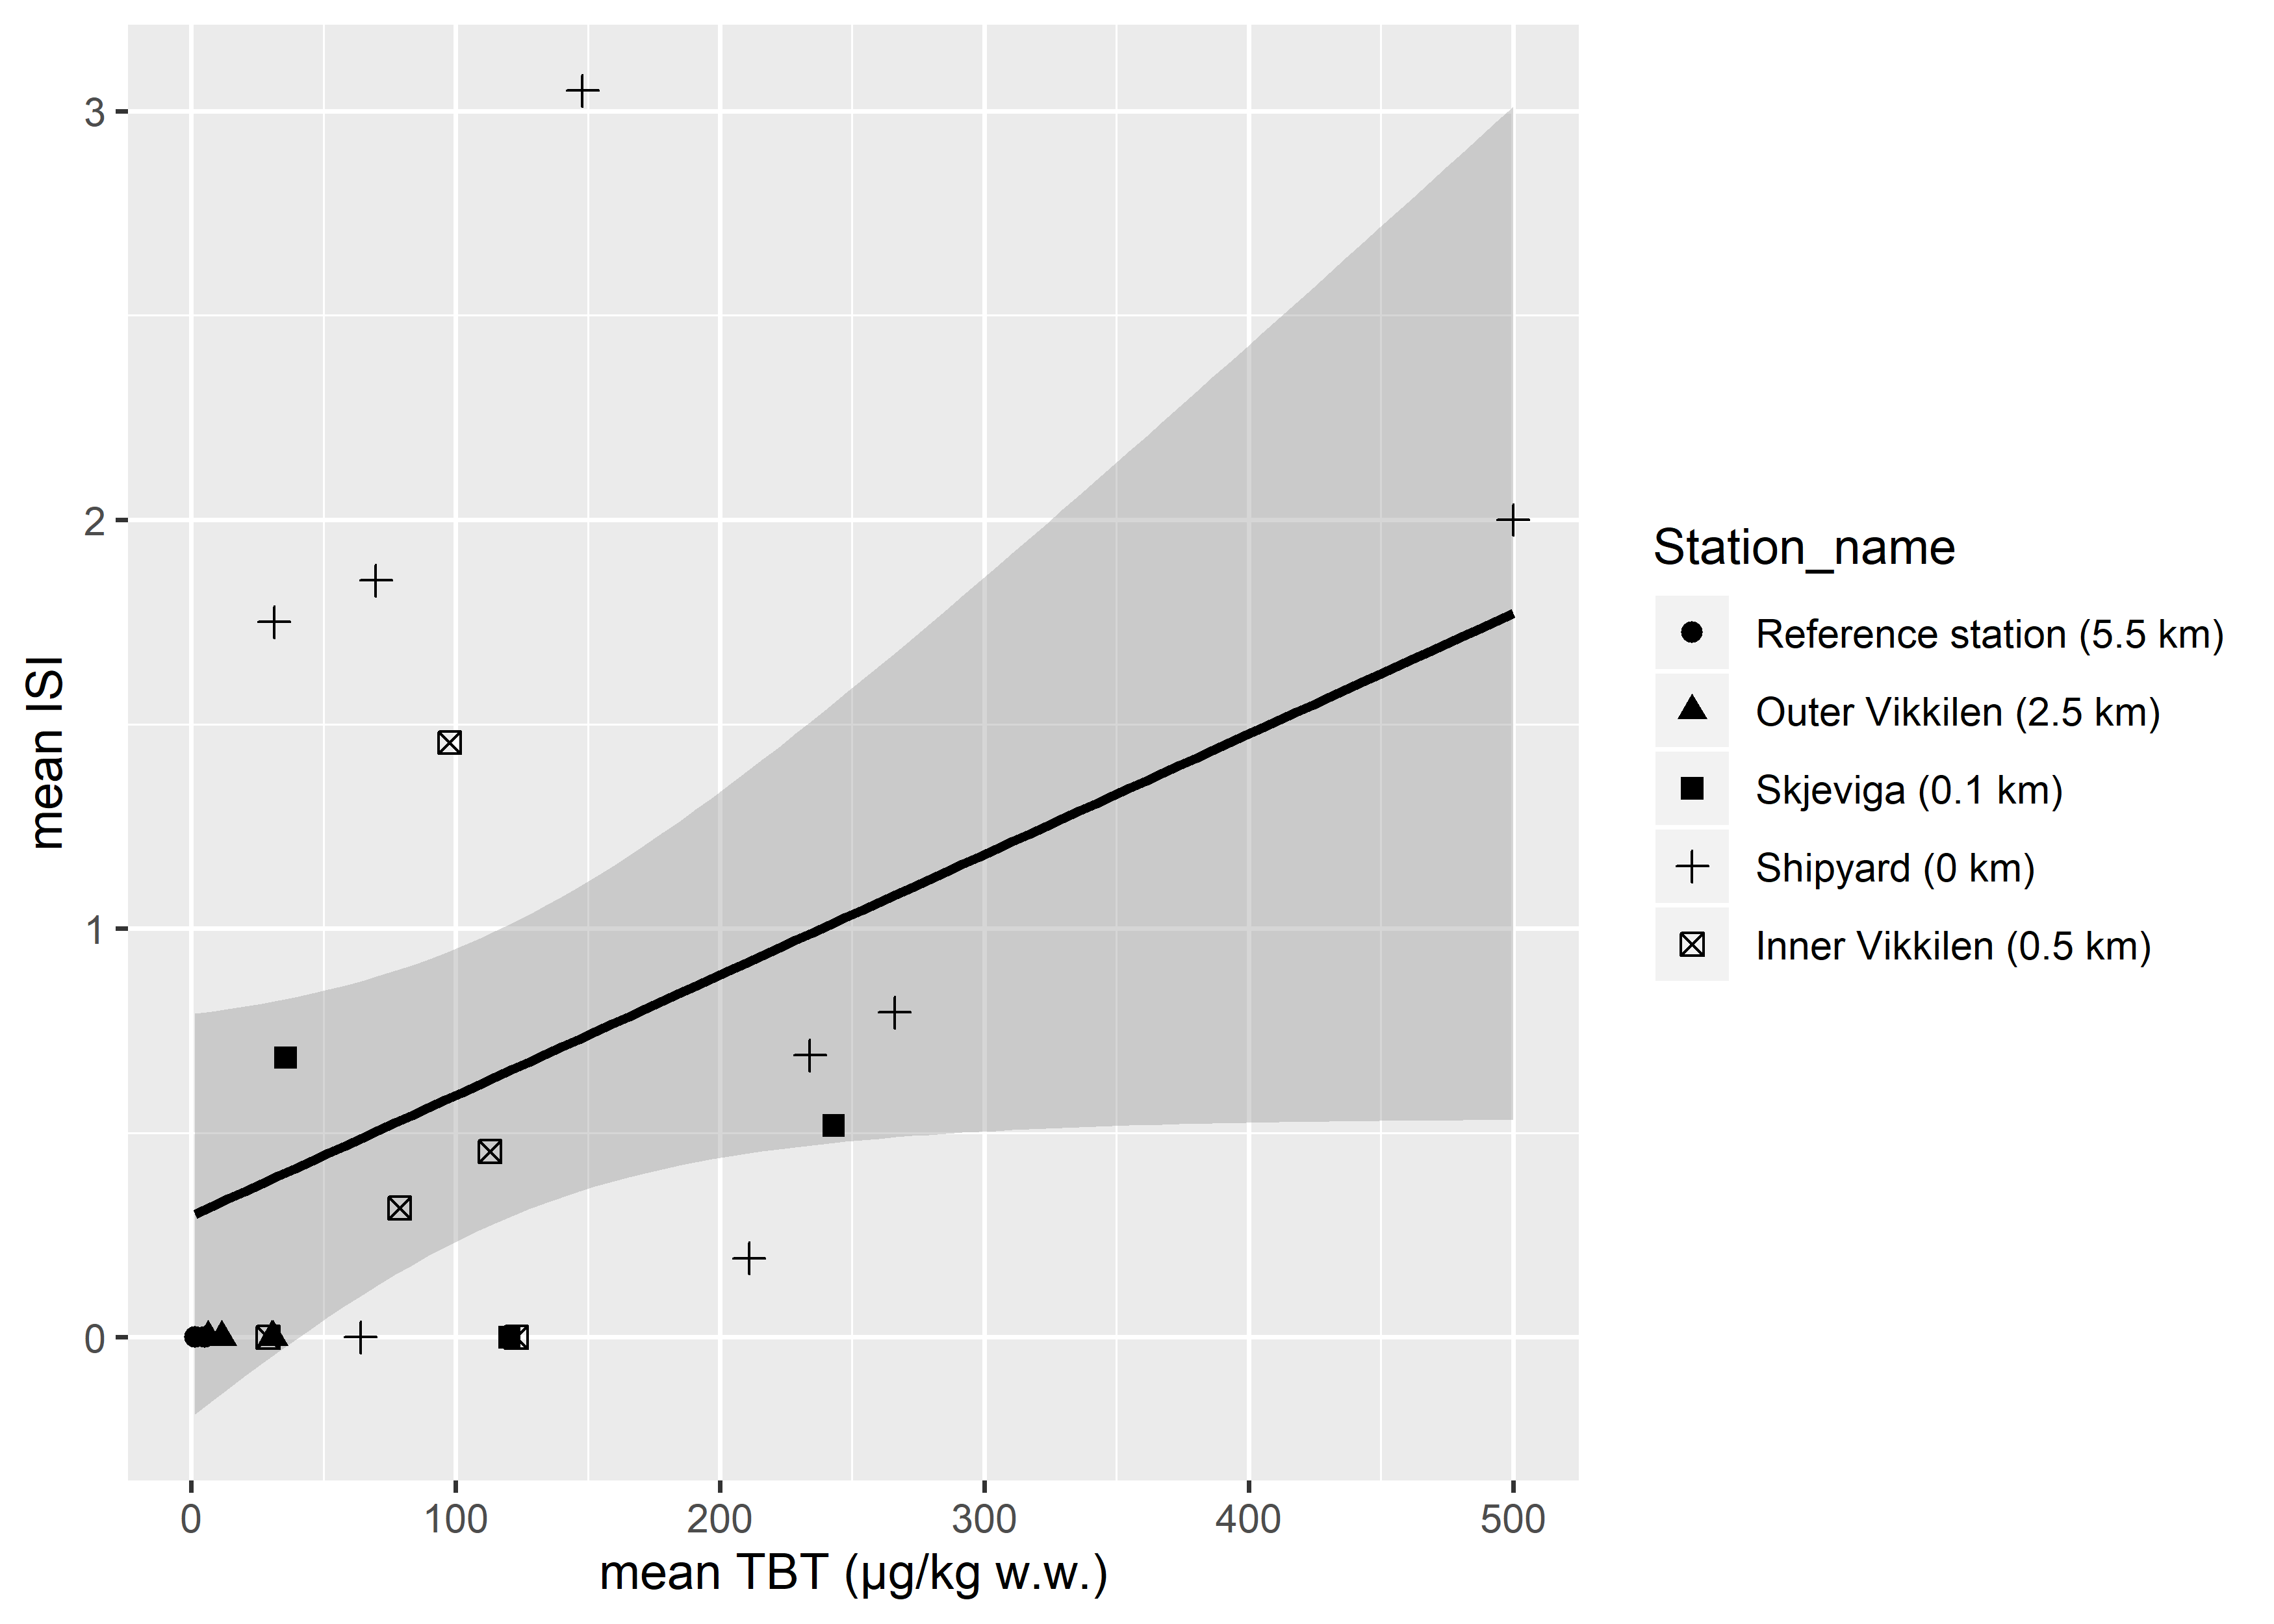 3
2
1
0
mean ISI
0 100 200 300 400 500
mean TBT (µg/kg w.w.)
Station_name
Reference station (5.5 km)
Outer Vikkilen (2.5 km)
Skjeviga (0.1 km)
Shipyard (0 km)
Inner Vikkilen (0.5 km)